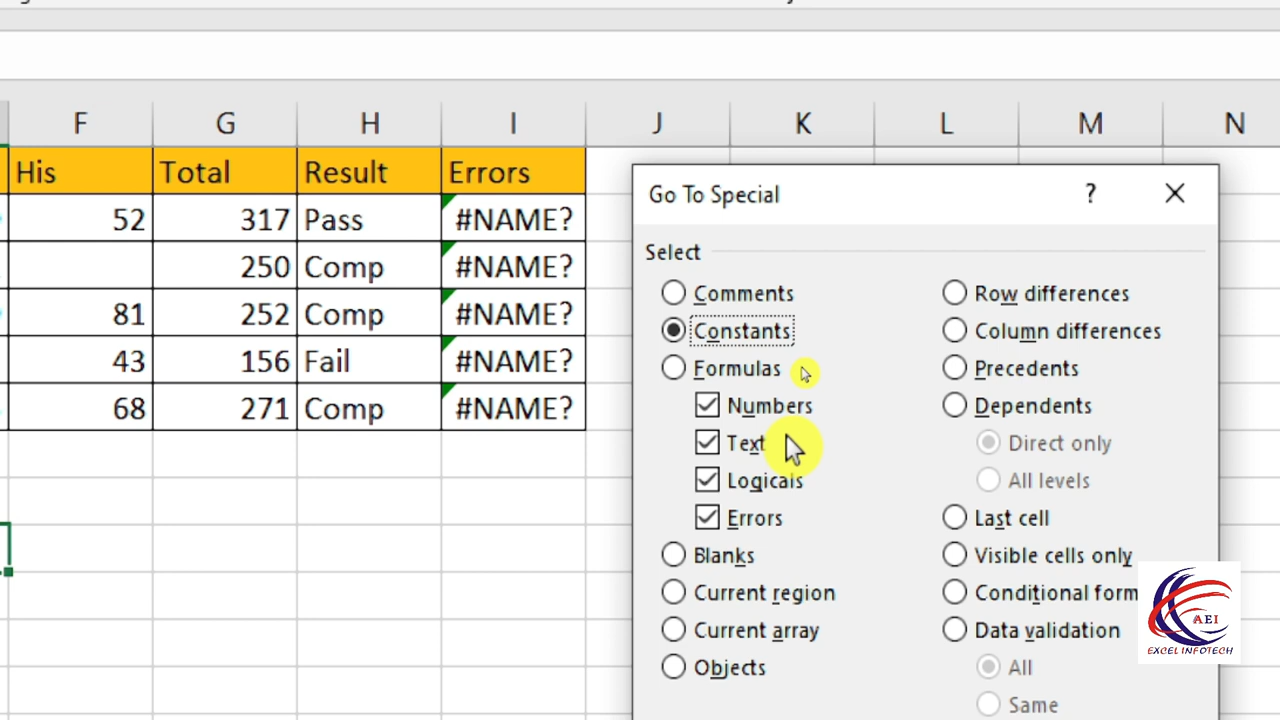 F G H I J K L M N
His Total Result Errors
52 317 Pass #NAME?
250 Comp #NAME?
81 252 Comp #NAME?
43 156 Fail #NAME?
68 271 Comp #NAME?
Go To Special ?
Select
Comments
Constants
Formulas
Numbers
Text
Logicals
Errors
Blanks
Current region
Current array
Objects
Row differences
Column differences
Precedents
Dependents
Direct only
All levels
Last cell
Visible cells only
Conditional form
Data validation
All
Same
AEI
EXCEL INFOTECH